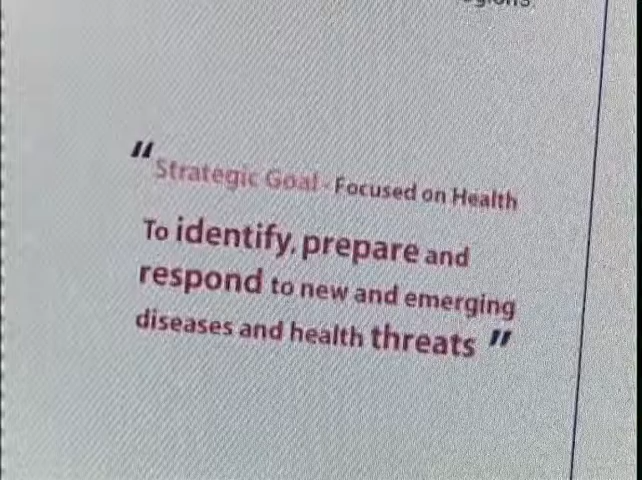 "Strategic Goal - Focused on Health
To identify, prepare and
respond to new and emerging
diseases and health threats "